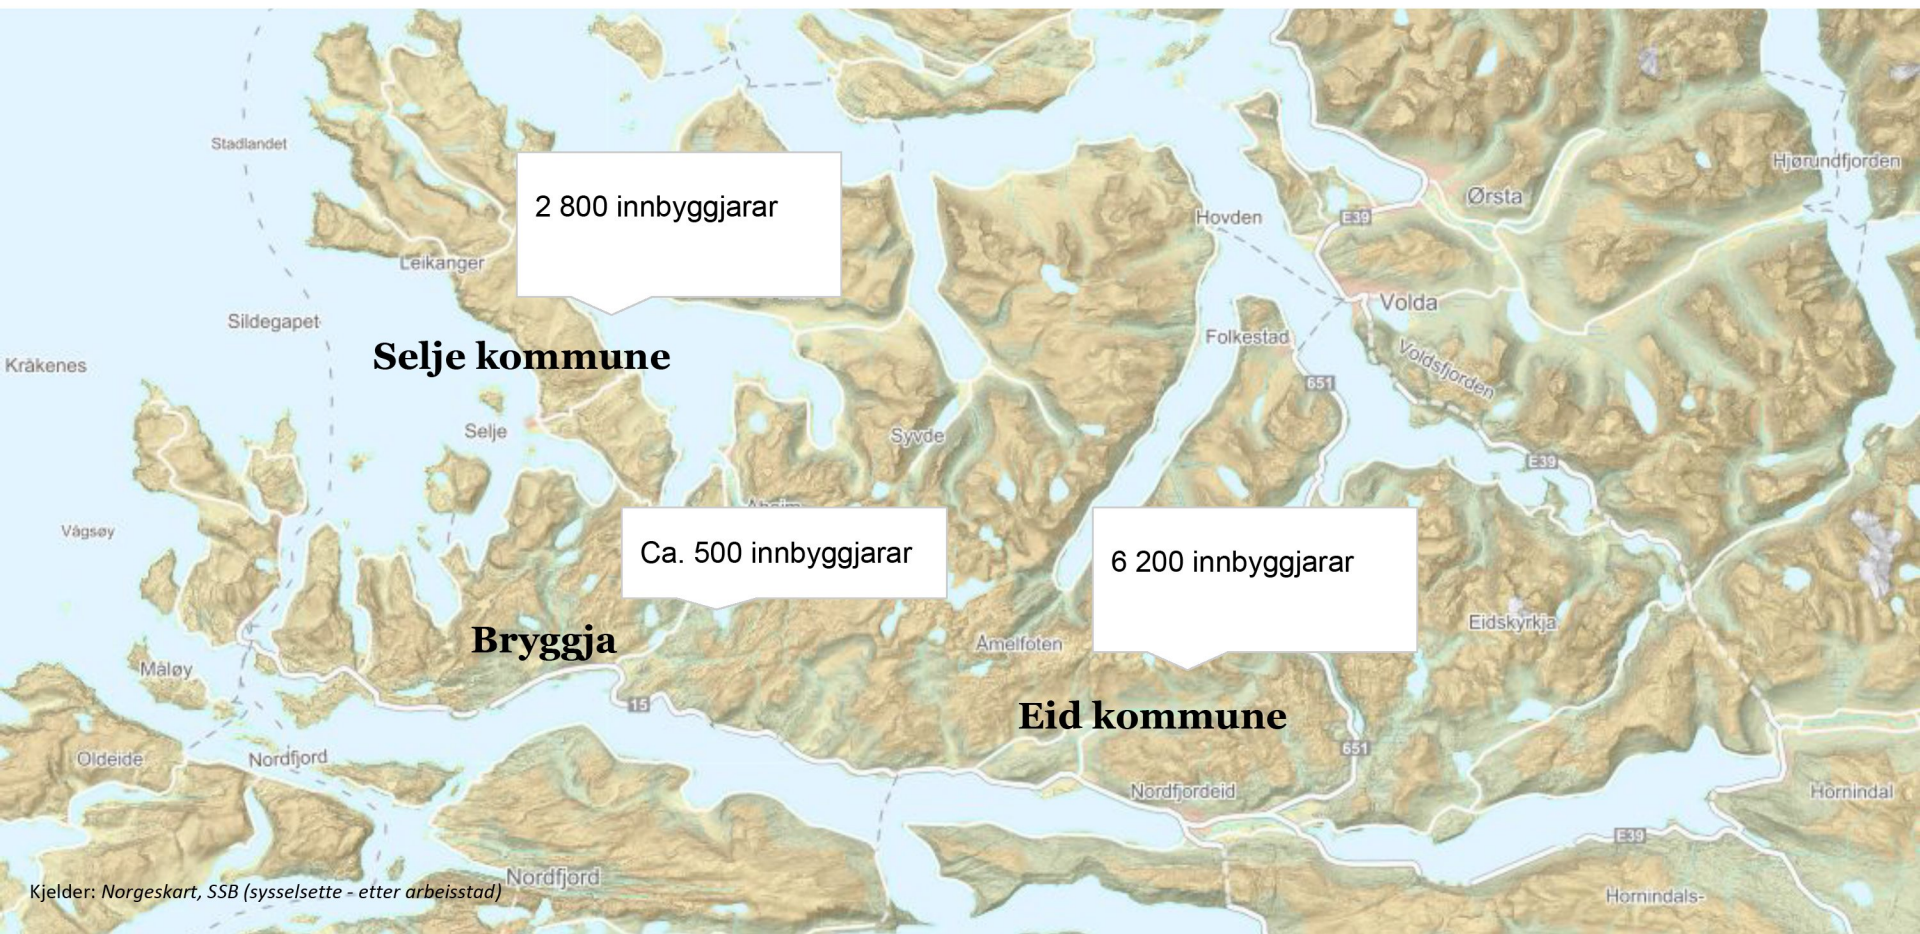 Stadlandet
Hjørundfjorden
Ørsta
2 800 innbyggjarar
Hovden
E39
Leikanger
Volda
Sildegapet
Folkestad
Voldsfjorden
Selje kommune
Kråkenes
651
Selje
Syvde
E39
Vågsøy
Ca. 500 innbyggjarar
6 200 innbyggjarar
Eidskyrkja
Bryggja
Åmelfoten
Måløy
15
Eid kommune
651
Oldeide
Nordfjord
Nordfjordeid
Hornindal
E39
Nordfjord
Kjelder: Norgeskart, SSB (sysselsette - etter arbeisstad)
Hornindals-